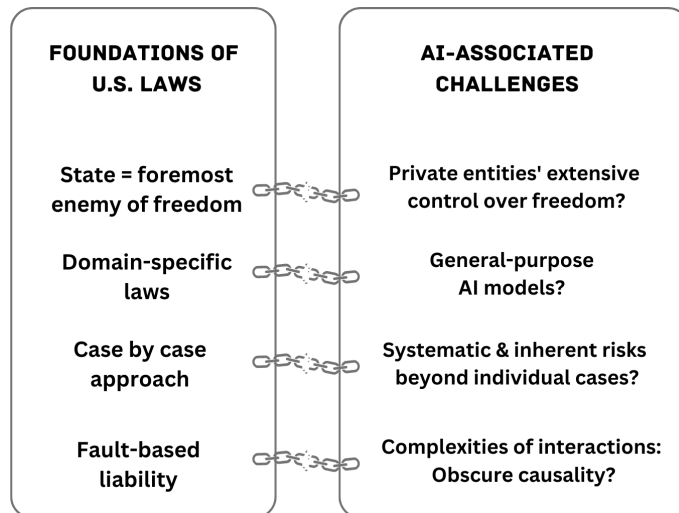 FOUNDATIONS OF
U.S. LAWS
State = foremost
enemy of freedom
Domain-specific
laws
Case by case
approach
Fault-based
liability
AI-ASSOCIATED
CHALLENGES
Private entities' extensive
control over freedom?
General-purpose
AI models?
Systematic & inherent risks
beyond individual cases?
Complexities of interactions:
Obscure causality?